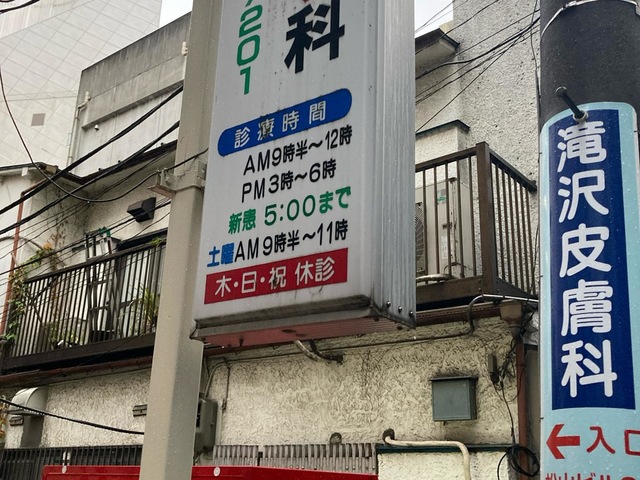 科
201
診療時間
AM9時半～12時
PM3時～6時
新患 5:00まで
土曜AM9時半～11時
木・日・祝 休診
滝沢皮膚科
←入口